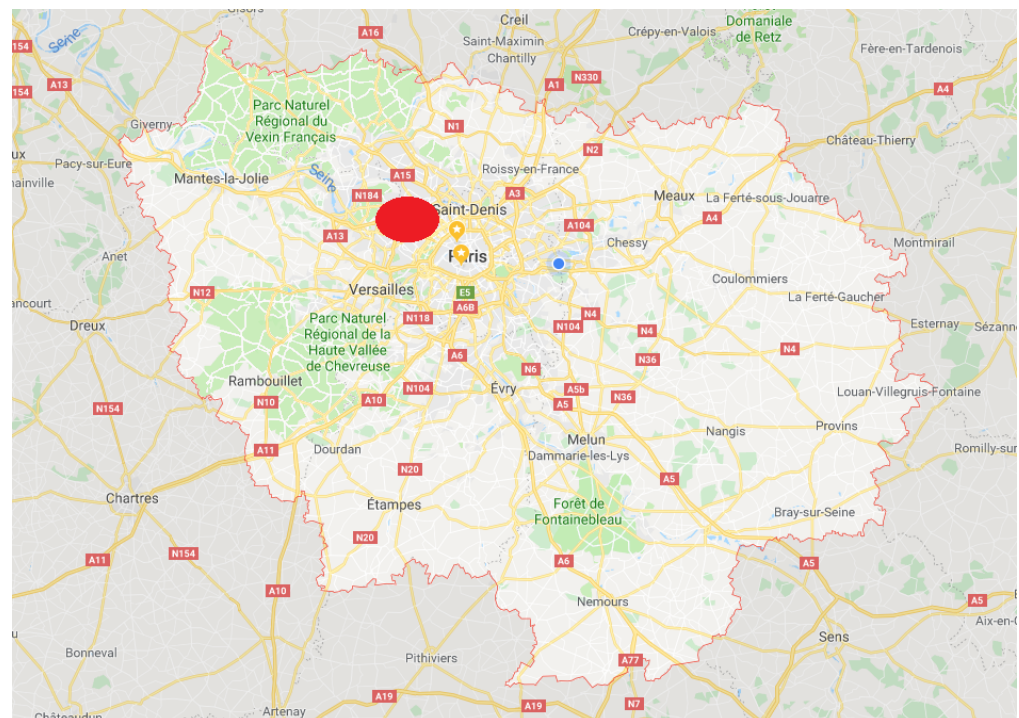 Gisors
Creil
Domaniale
de Retz
A16
Crépy-en-Valois
Seine
N154
Saint-Maximin
Chantilly
Fère-en-Tardenois
A13
N330
A1
A4
154
Parc Naturel
Régional du
Vexin Français
Giverny
N1
Château-Thierry
N2
Pacy-sur-Eure
Roissy-en-France
A15
Mantes-la-Jolie
Seine
N184
A3
Meaux
La Ferté-sous-Jouarre
Saint-Denis
A4
A104
A13
Chessy
Montmirail
Anet
Paris
Coulommiers
Versailles
N12
E5
La Ferté-Gaucher
A6B
Parc Naturel
Régional de la
Haute Vallée
de Chevreuse
N118
N4
N104
Dreux
N4
Esternay
Sézanne
N4
A6
N36
N6
Rambouillet
N104
Évry
A5b
N36
Louan-Villegruis-Fontaine
A10
N10
A5
N154
Provins
Nangis
Melun
Dammarie-les-Lys
A11
Dourdan
Romilly-sur
N20
A5
Chartres
Étampes
Forêt de
Fontainebleau
Bray-sur-Seine
N20
N154
A11
A6
A5
A10
Nemours
A5
Aix-en-O
Sens
Bonneval
Pithiviers
A77
A19
A19
N7
Artenay
Châteaudun